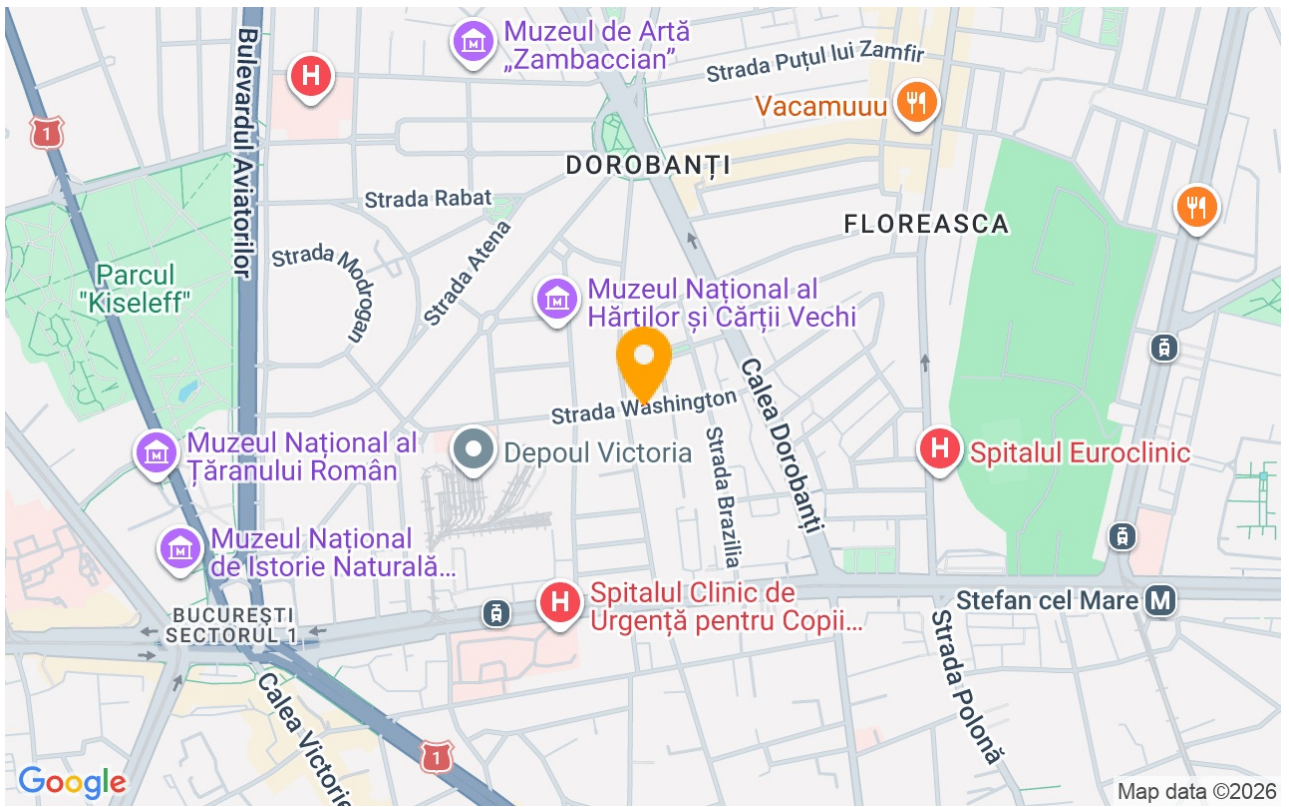 Muzeul de Artă
„Zambaccian”
Strada Puțul lui Zamfir
Bulevardul Aviatorilor
H
Vacamuuu
1
DOROBANȚI
Strada Rabat
FLOREASCA
Strada Atena
Strada Modrogan
Parcul
"Kiseleff"
Muzeul Național al
Hărților și Cărții Vechi
Calea Dorobanți
Strada Washington
Muzeul Național al
Țăranului Român
Depoul Victoria
Strada Brazilia
H
Spitalul Euroclinic
Muzeul Național
de Istorie Naturală...
H
Spitalul Clinic de
Urgență pentru Copii...
Stefan cel Mare M
BUCUREȘTI
SECTORUL 1
Strada Polonă
Calea Victorie
1
Google
Map data ©2026